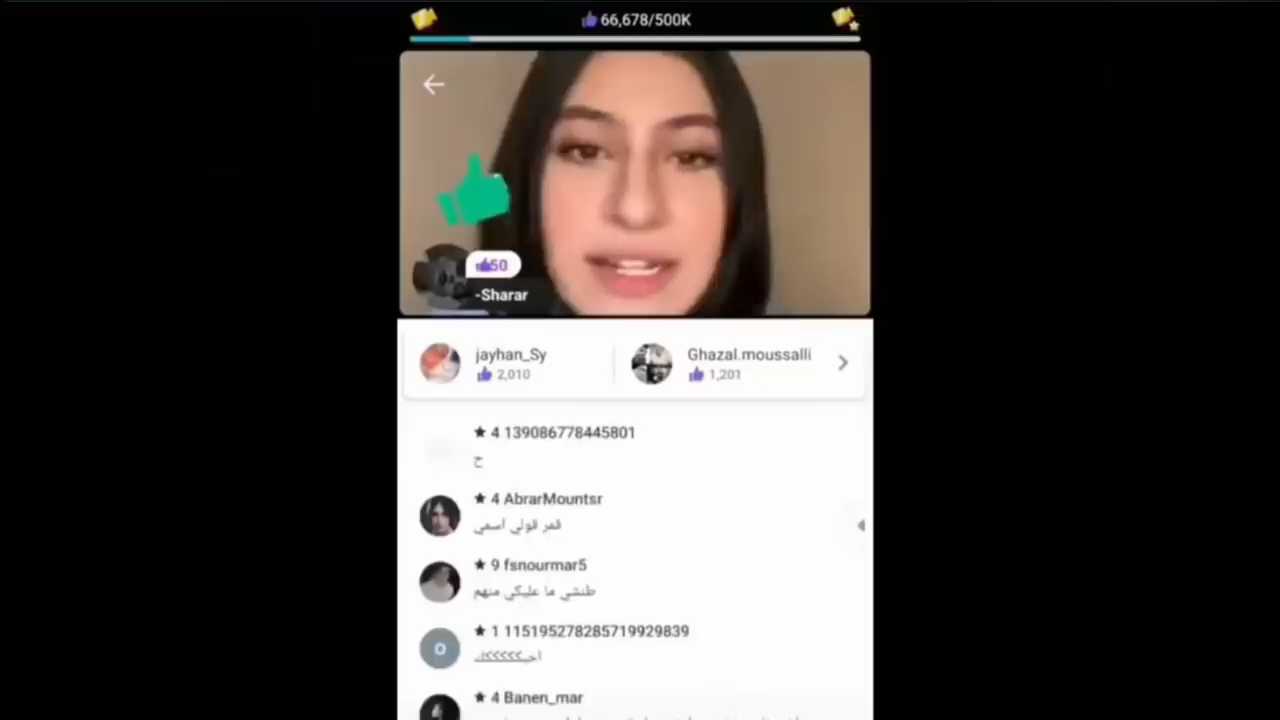 66,678/500K
50
-Sharar
jayhan_Sy
2,010
Ghazal.moussalli
1,201
★ 4 139086778445801
ح
★ 4 AbrarMountsr
قمر قولي اسمي
★ 9 fsnourmar5
طنشي ما عليكي منهم
★ 1 115195278285719929839
O
احبكككككك
★ 4 Banen_mar